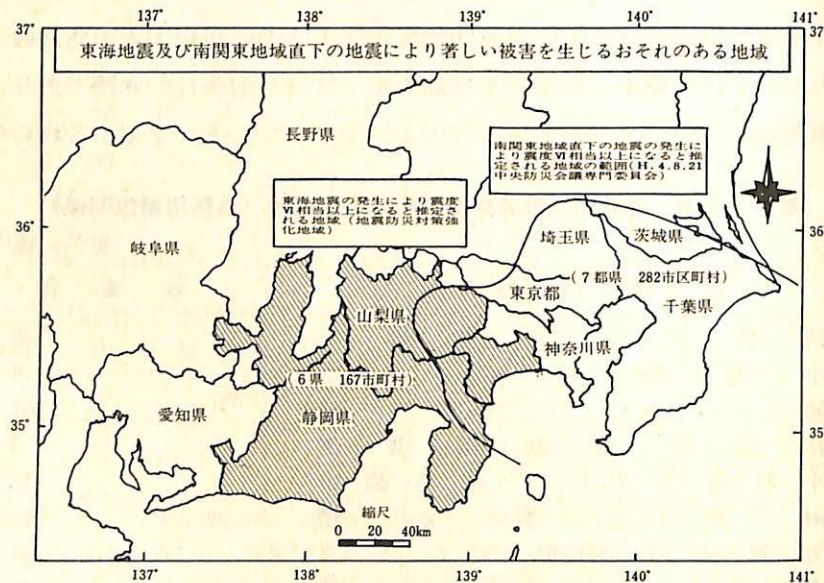 137° 138° 139° 140° 141°
37° 37°
東海地震及び南関東地域直下の地震により著しい被害を生じるおそれのある地域
長野県
南関東地域直下の地震の発生に
より震度Ⅵ相当以上になると推
定される地域の範囲(H.4.8.21
中央防災会議専門委員会)
東海地震の発生により震度
Ⅵ相当以上になると推定さ
れる地域(地震防災対策強
化地域)
36° 36°
岐阜県
埼玉県
茨城県
(7都県 282市区町村)
東京都
千葉県
山梨県
神奈川県
(6県 167市町村)
愛知県
静岡県
35° 35°
縮尺
0 20 40km
137° 138° 139° 140° 141°